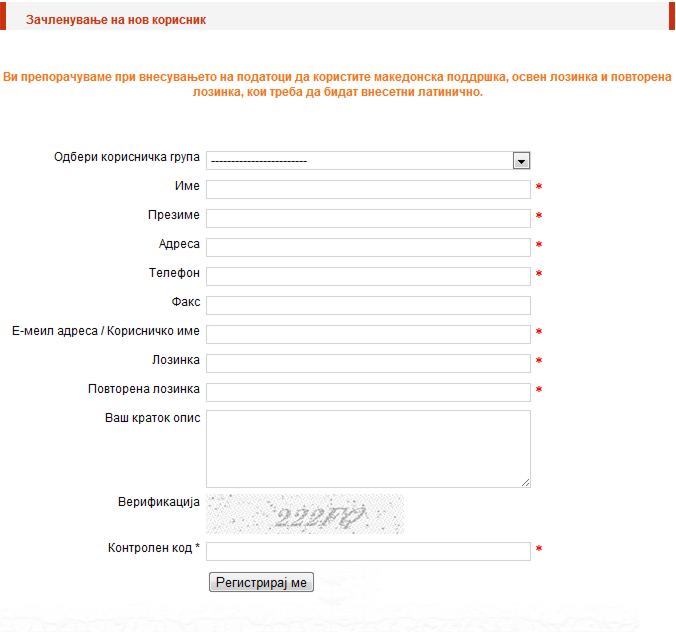 Зачленување на нов корисник
Ви препорачуваме при внесувањето на податоци да користите македонска поддршка, освен лозинка и повторена
лозинка, кои треба да бидат внесетни латинично.
Одбери корисничка група
------------------------
Име *
Презиме *
Адреса *
Телефон *
Факс
Е-меил адреса / Корисничко име *
Лозинка *
Повторена лозинка *
Ваш краток опис
Верификација
222FQ
Контролен код * *
Регистрирај ме